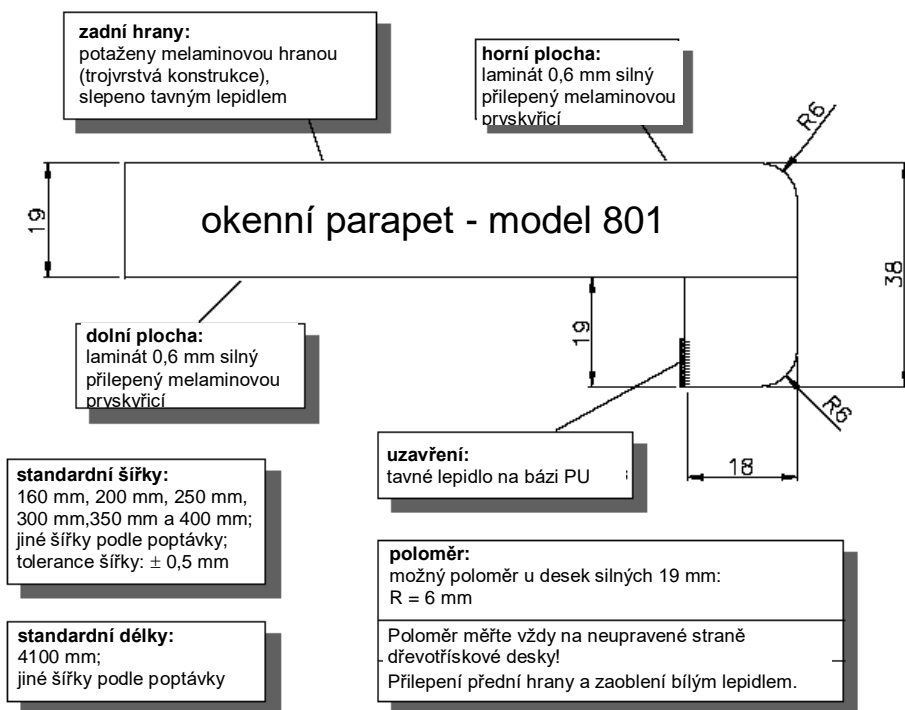 zadní hrany:
potaženy melaminovou hranou
(trojvrstvá konstrukce),
slepeno tavným lepidlem
horní plocha:
laminát 0,6 mm silný
přilepený melaminovou
pryskyřicí
R6
19
okenní parapet - model 801
38
19
dolní plocha:
laminát 0,6 mm silný
přilepený melaminovou
pryskyřicí
R6
18
uzavření:
tavné lepidlo na bázi PU
standardní šířky:
160 mm, 200 mm, 250 mm,
300 mm,350 mm a 400 mm;
jiné šířky podle poptávky;
tolerance šířky: ± 0,5 mm
poloměr:
možný poloměr u desek silných 19 mm:
R = 6 mm
Poloměr měřte vždy na neupravené straně
dřevotřískové desky!
Přilepení přední hrany a zaoblení bílým lepidlem.
standardní délky:
4100 mm;
jiné šířky podle poptávky